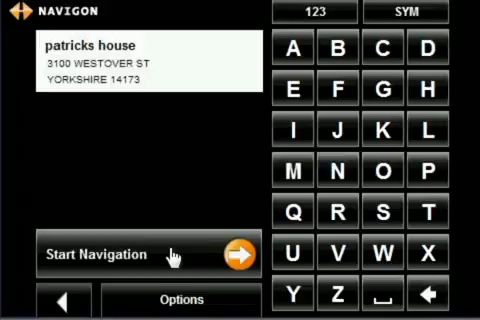 NAVIGON
123 SYM
patricks house
3100 WESTOVER ST
YORKSHIRE 14173
A B C D
E F G H
I J K L
M N O P
Q R S T
U V W X
Y Z
Start Navigation
Options